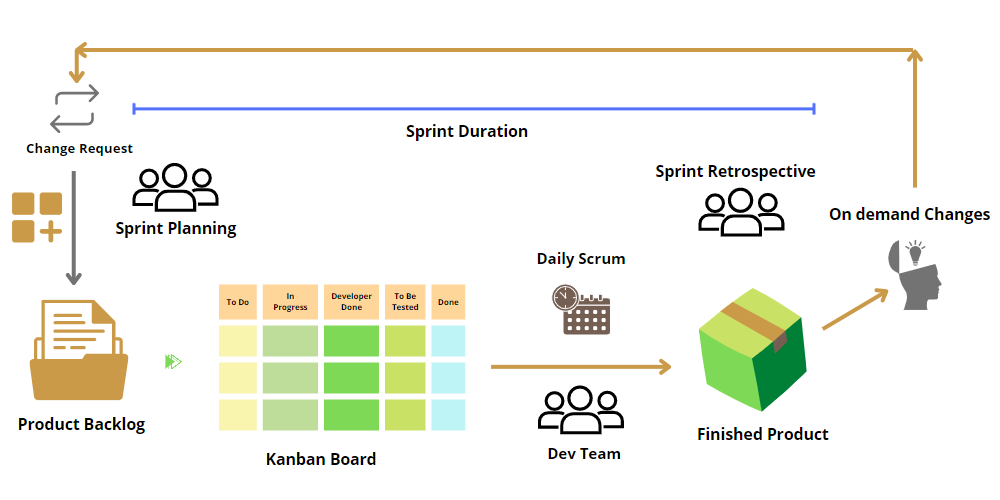 Sprint Duration
Change Request
Sprint Retrospective
Sprint Planning
On demand Changes
Daily Scrum
To Do
In
Progress
Developer
Done
To Be
Tested
Done
Product Backlog
Finished Product
Dev Team
Kanban Board